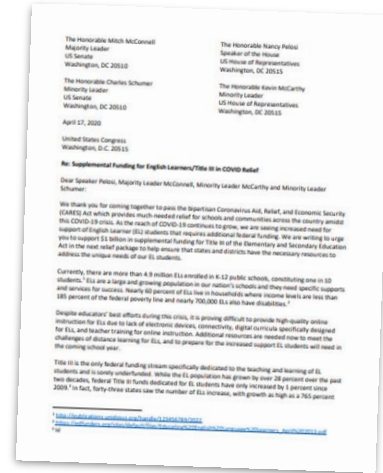 The Honorable Mitch McConnell
Majority Leader
US Senate
Washington, DC 20510
The Honorable Nancy Pelosi
Speaker of the House
US House of Representatives
Washington, DC 20515
The Honorable Charles Schumer
Minority Leader
US Senate
Washington, DC 20510
The Honorable Kevin McCarthy
Minority Leader
US House of Representatives
Washington, DC 20515
April 17, 2020
United States Congress
Washington, D.C. 20515
Re: Supplemental Funding for English Learners/Title III in COVID Relief
Dear Speaker Pelosi, Majority Leader McConnell, Minority Leader McCarthy and Minority Leader
Schumer:
We thank you for coming together to pass the bipartisan Coronavirus Aid, Relief, and Economic Security
(CARES) Act which provides much needed relief for schools and communities across the country amidst
this COVID-19 crisis. As the reach of COVID-19 continues to grow, we are seeing increased need for
support of English Learner (EL) students that requires additional federal funding. We are writing to urge
you to support $1 billion in supplemental funding for Title III of the Elementary and Secondary Education
Act in the next relief package to help ensure that states and districts have the necessary resources to
address the unique needs of our EL students.
Currently, there are more than 4.9 million ELs enrolled in K-12 public schools, constituting one in 10
students.¹ ELs are a large and growing population in our nation's schools and they need specific supports
and services for success. Nearly 60 percent of ELs live in households where income levels are less than
185 percent of the federal poverty line and nearly 700,000 ELs also have disabilities.²
Despite educators' best efforts during this crisis, it is proving difficult to provide high-quality online
instruction for ELs due to lack of electronic devices, connectivity, digital curricula specifically designed
for ELs, and teacher training for online instruction. Additional resources are needed now to meet the
challenges of distance learning for ELs, and to prepare for the increased support EL students will need in
the coming school year.
Title III is the only federal funding stream specifically dedicated to the teaching and learning of EL
students and is sorely underfunded. While the EL population has grown by over 28 percent over the past
two decades, federal Title III funds dedicated for EL students have only increased by 1 percent since
2009.³ In fact, forty-three states saw the number of ELs increase, with growth as high as a 765 percent